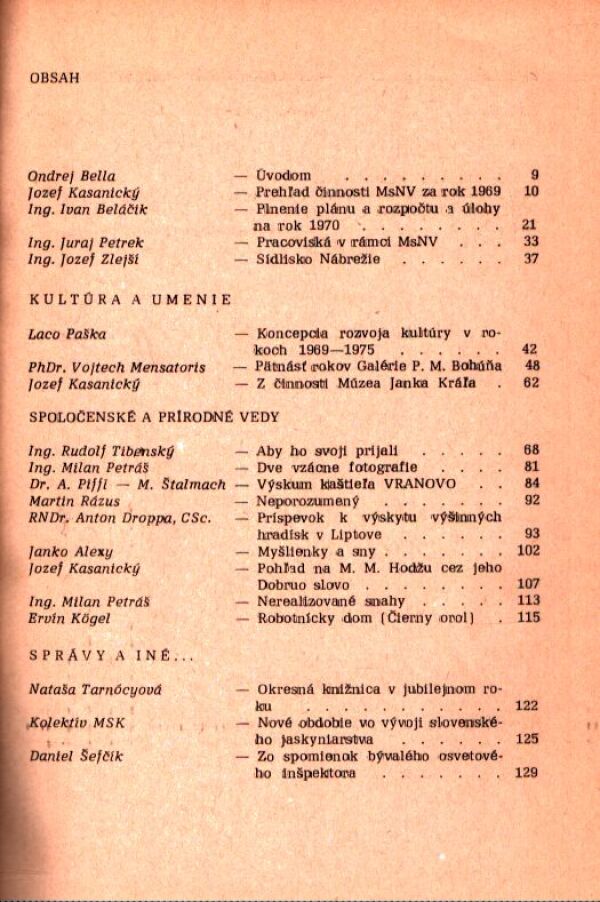 OBSAH
Ondrej Bella — Úvodom . . . . . . . . . 9
Jozef Kasanický — Prehľad činnosti MsNV za rok 1969 10
Ing. Ivan Beláčik — Plnenie plánu a rozpočtu a úlohy
na rok 1970 . . . . . . . . 21
Ing. Juraj Petrek — Pracoviská v rámci MsNV . . . 33
Ing. Jozef Zlejší — Sídlisko Nábrežie . . . . . . 37
KULTÚRA A UMENIE
Laco Paška — Koncepcia rozvoja kultúry v ro-
koch 1969—1975 . . . . . . 42
PhDr. Vojtech Mensatoris — Pätnásť rokov Galérie P. M. Bohúňa 48
Jozef Kasanický — Z činnosti Múzea Janka Kráľa . 62
SPOLOČENSKÉ A PRÍRODNÉ VEDY
Ing. Rudolf Tibenský — Aby ho svoji prijali . . . . . 68
Ing. Milan Petráš — Dve vzácne fotografie . . . . 81
Dr. A. Piffl — M. Štalmach — Výskum kaštieľa VRANOVO . . 84
Martin Rázus — Neporozumený . . . . . . . 92
RNDr. Anton Droppa, CSc. — Príspevok k výskytu výšinných
hradísk v Liptove . . . . . . 93
Janko Alexy — Myšlienky a sny . . . . . . 102
Jozef Kasanický — Pohľad na M. M. Hodžu cez jeho
Dobruo slovo . . . . . . . . 107
Ing. Milan Petráš — Nerealizované snahy . . . . . 113
Ervín Kögel — Robotnícky dom (Čierny orol) . 115
SPRÁVY A INÉ...
Nataša Tarnócyová — Okresná knižnica v jubilejnom ro-
ku . . . . . . . . . . . 122
Kolektív MSK — Nové obdobie vo vývoji slovenské-
ho jaskyniarstva . . . . . . 125
Daniel Šefčík — Zo spomienok bývalého osvetové-
ho inšpektora . . . . . . . 129